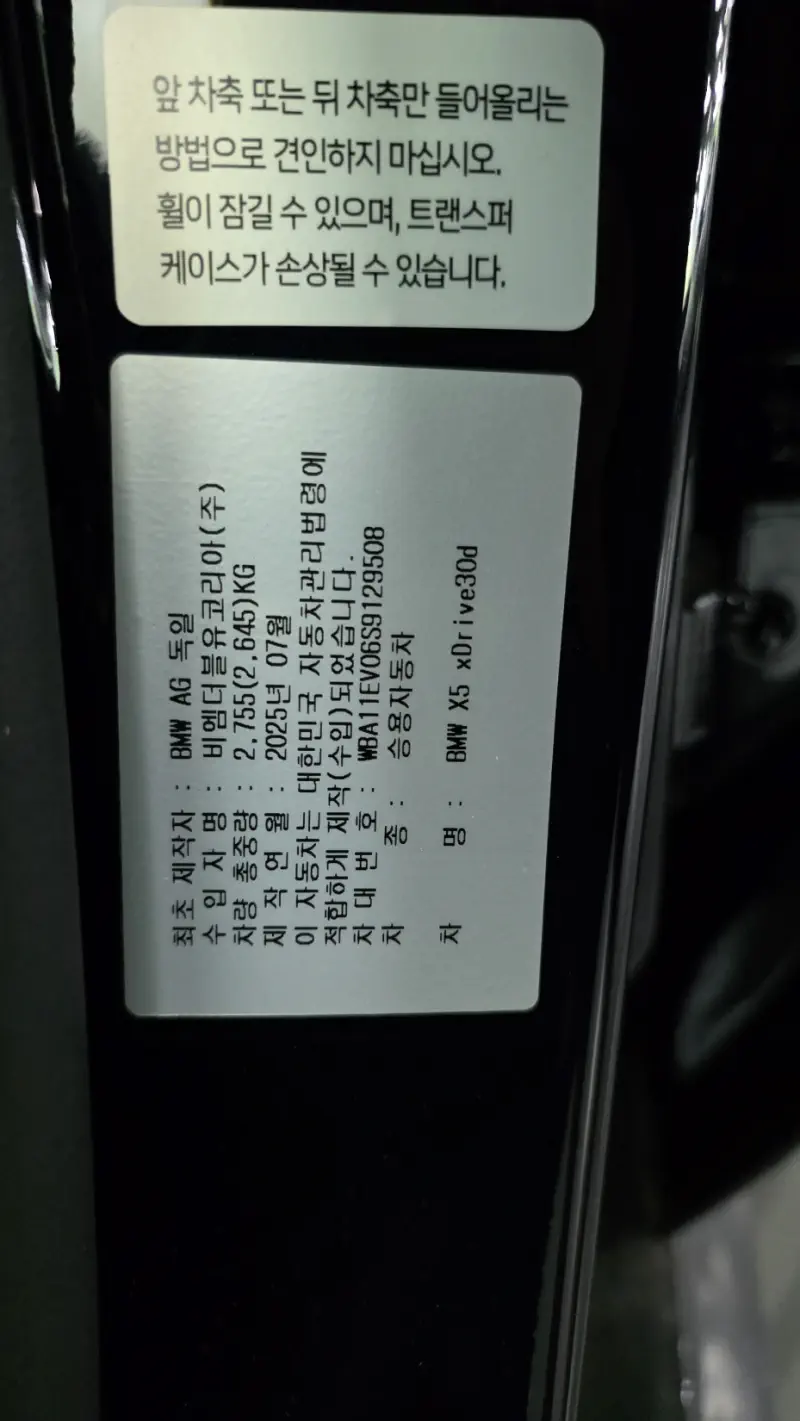 앞 차축 또는 뒤 차축만 들어올리는
방법으로 견인하지 마십시오.
휠이 잠길 수 있으며, 트랜스퍼
케이스가 손상될 수 있습니다.
최초 제작자 : BMW AG 독일
수 입 자 명 : 비엠더블유코리아(주)
차량 총중량 : 2,755(2,645)KG
제 작 연 월 : 2025년 07월
이 자동차는 대한민국 자동차관리법령에
적합하게 제작(수입)되었습니다.
차 대 번 호 : WBA11EV06S9129508
차 종 : 승용자동차
차 명 : BMW X5 xDrive30d